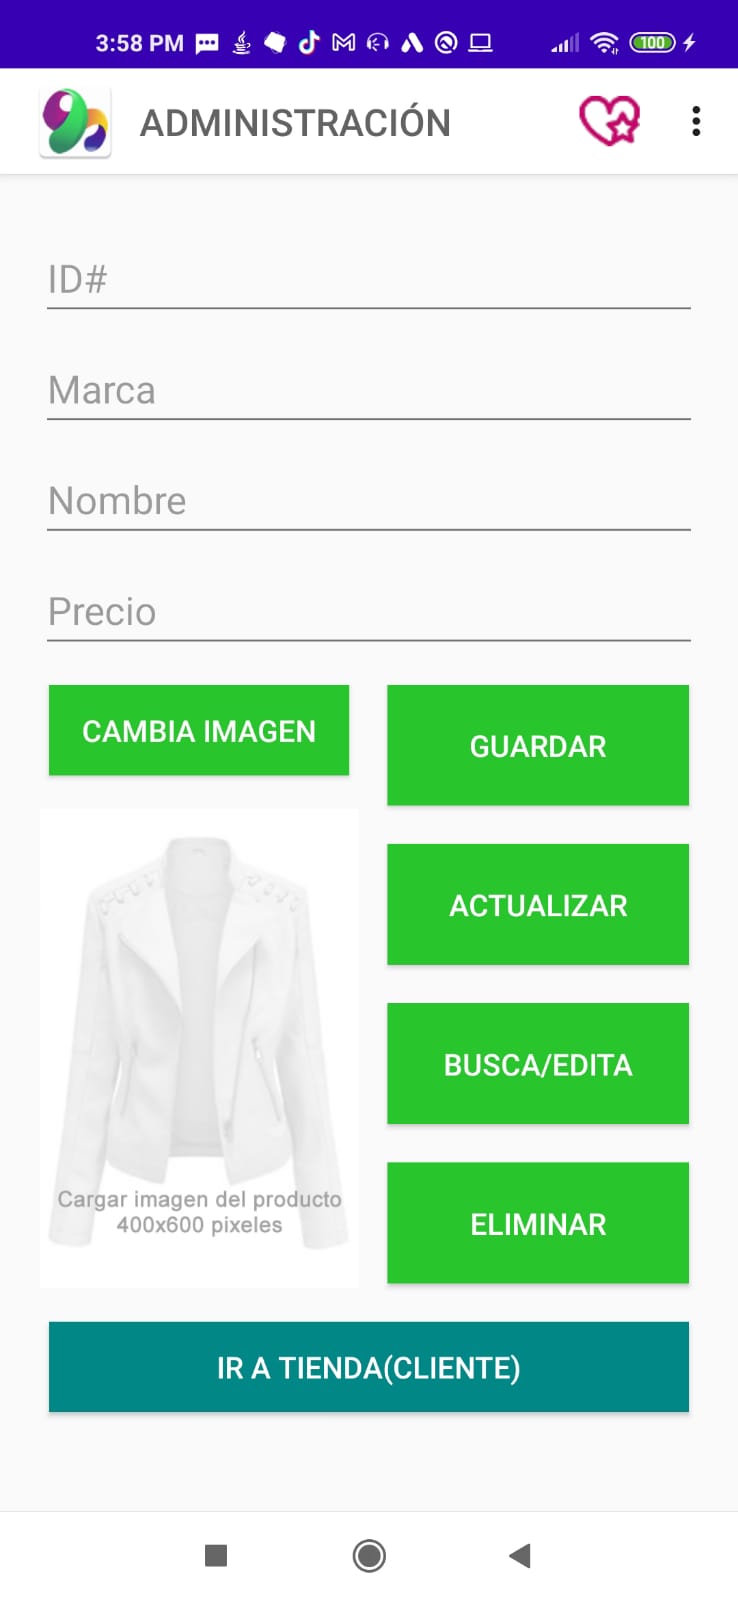 3:58 PM
100
ADMINISTRACIÓN
ID#
Marca
Nombre
Precio
CAMBIA IMAGEN
GUARDAR
ACTUALIZAR
BUSCA/EDITA
Cargar imagen del producto
400x600 pixeles
ELIMINAR
IR A TIENDA(CLIENTE)